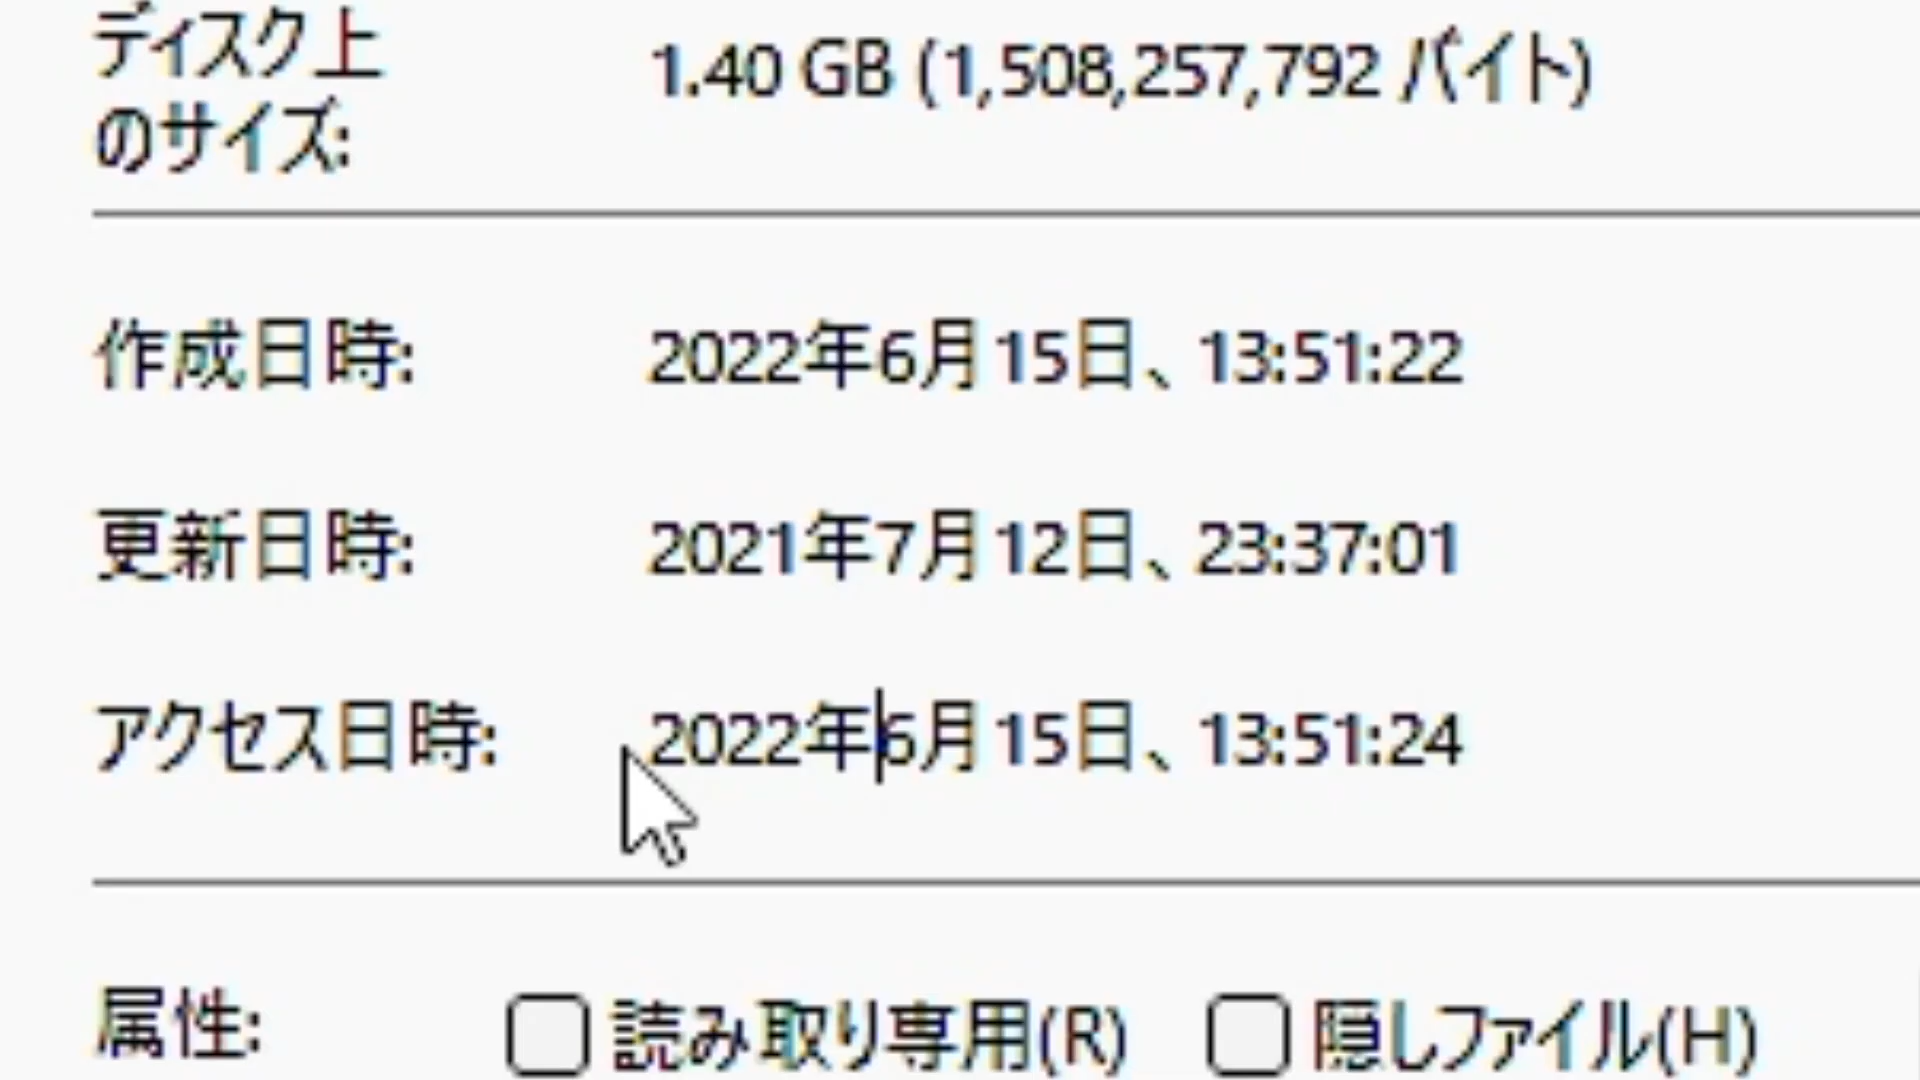 ディスク上
のサイズ:
1.40 GB (1,508,257,792 バイト)
作成日時: 2022年6月15日、13:51:22
更新日時: 2021年7月12日、23:37:01
アクセス日時: 2022年6月15日、13:51:24
属性: 読み取り専用(R) 隠しファイル(H)